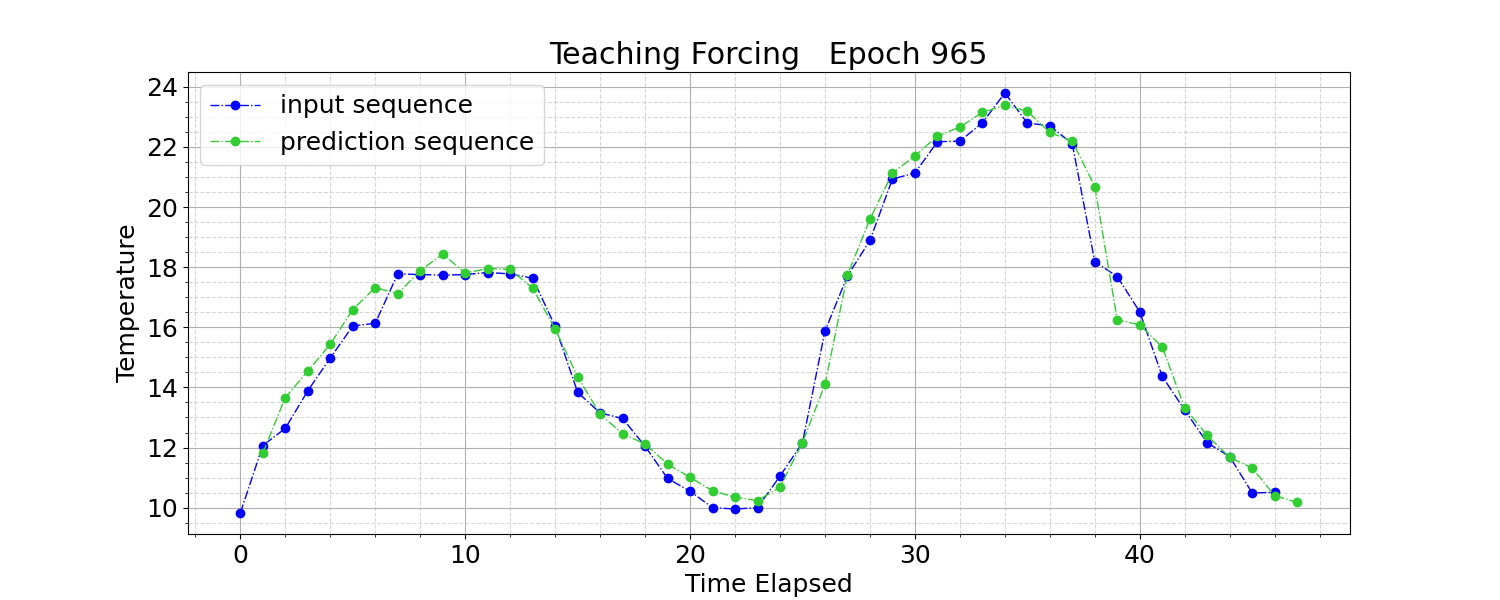 Teaching Forcing   Epoch 965
input sequence
prediction sequence
Temperature
24
22
20
18
16
14
12
10
0 10 20 30 40
Time Elapsed